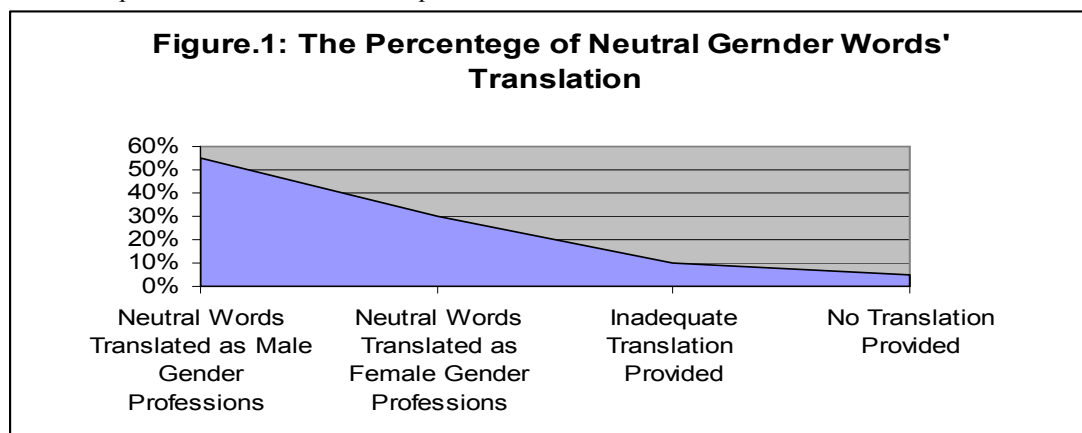 Figure.1: The Percentege of Neutral Gernder Words'
Translation
60%
50%
40%
30%
20%
10%
0%
Neutral Words
Translated as Male
Gender
Professions
Neutral Words
Translated as
Female Gender
Professions
Inadequate
Translation
Provided
No Translation
Provided